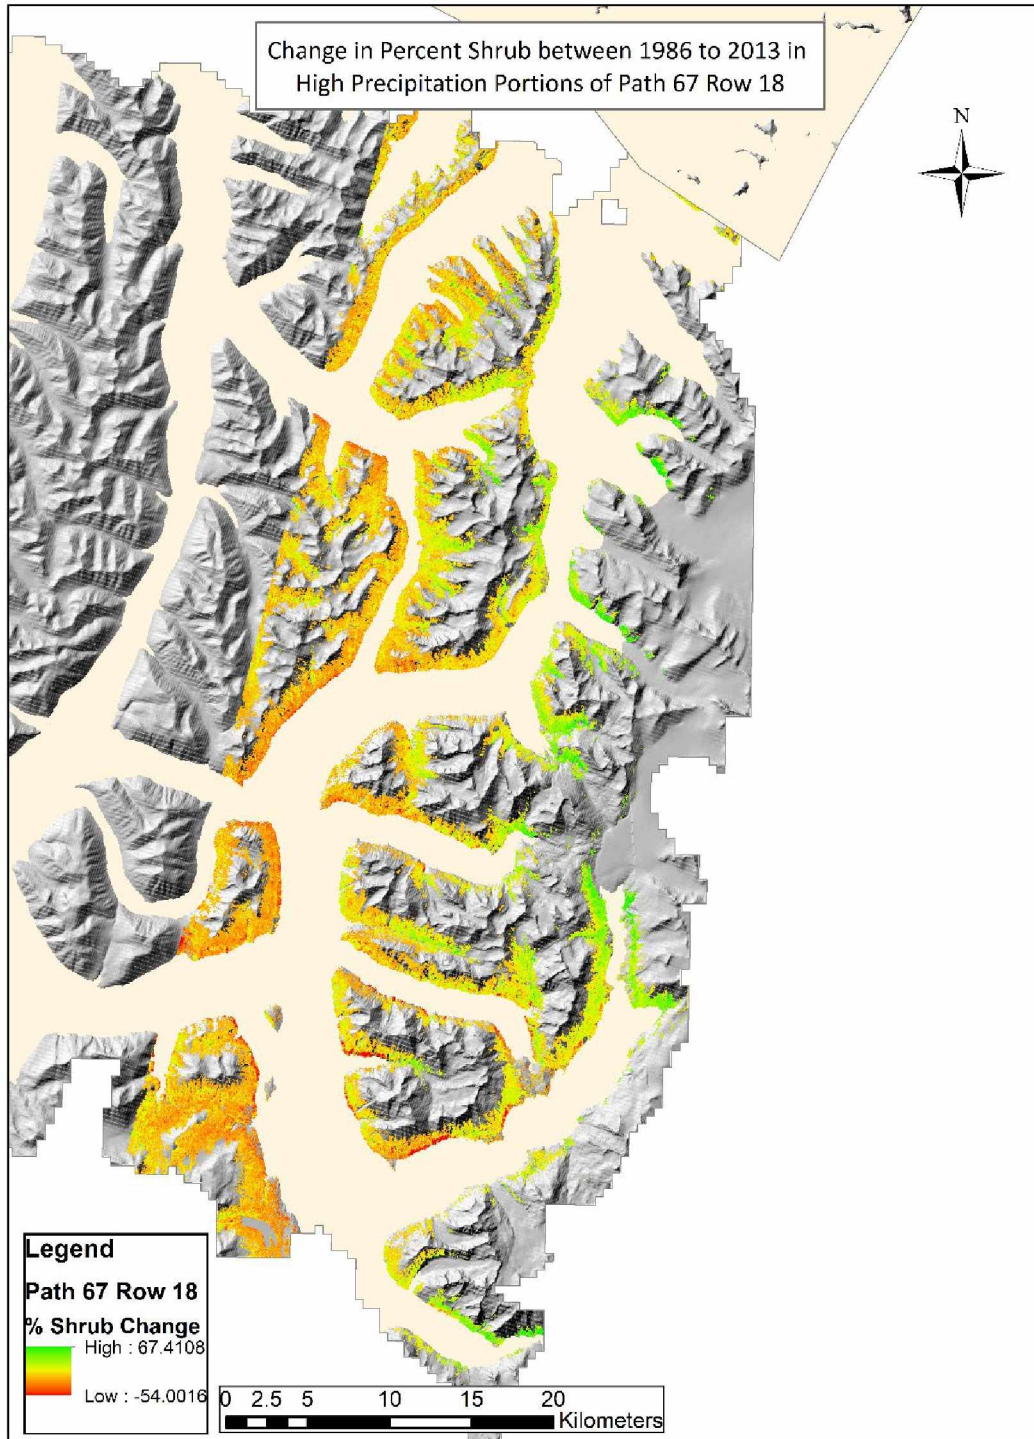 Change in Percent Shrub between 1986 to 2013 in
High Precipitation Portions of Path 67 Row 18
N
Legend
Path 67 Row 18
% Shrub Change
High : 67.4108
Low : -54.0016
0 2.5 5 10 15 20
Kilometers